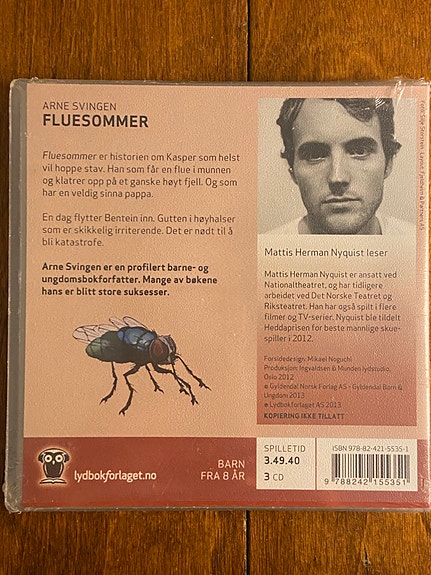 ARNE SVINGEN
FLUESOMMER
Fluesommer er historien om Kasper som helst
vil hoppe stav. Han som får en flue i munnen
og klatrer opp på et ganske høyt fjell. Og som
har en veldig sinna pappa.
En dag flytter Bentein inn. Gutten i høyhalser
som er skikkelig irriterende. Det er nødt til å
bli katastrofe.
Arne Svingen er en profilert barne- og
ungdomsbokforfatter. Mange av bøkene
hans er blitt store suksesser.
Mattis Herman Nyquist leser
Mattis Herman Nyquist er ansatt ved
Nationaltheatret, og har tidligere
arbeidet ved Det Norske Teatret og
Riksteatret. Han har også spilt i flere
filmer og TV-serier. Nyquist ble tildelt
Heddaprisen for beste mannlige skue-
spiller i 2012.
Forsidedesign: Mikael Noguchi
Produksjon: Ingvaldsen & Munden lydstudio,
Oslo 2012
© Gyldendal Norsk Forlag AS - Gyldendal Barn &
Ungdom 2013
℗ Lydbokforlaget AS 2013
KOPIERING IKKE TILLATT
lydbokforlaget.no
BARN
FRA 8 ÅR
SPILLETID
3.49.40
3 CD
ISBN 978-82-421-5535-1
9 788242 155351